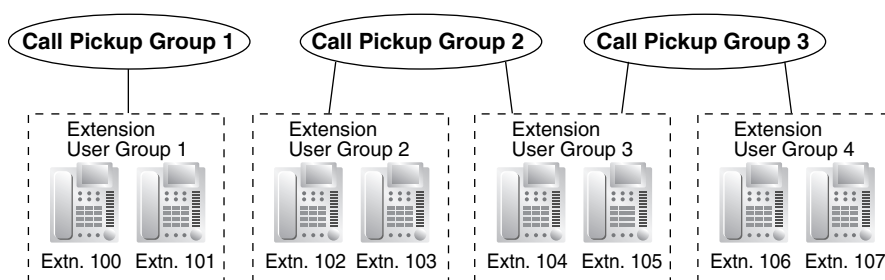 Call Pickup Group 1
Call Pickup Group 2
Call Pickup Group 3
Extension
User Group 1
Extension
User Group 2
Extension
User Group 3
Extension
User Group 4
Extn. 100
Extn. 101
Extn. 102
Extn. 103
Extn. 104
Extn. 105
Extn. 106
Extn. 107